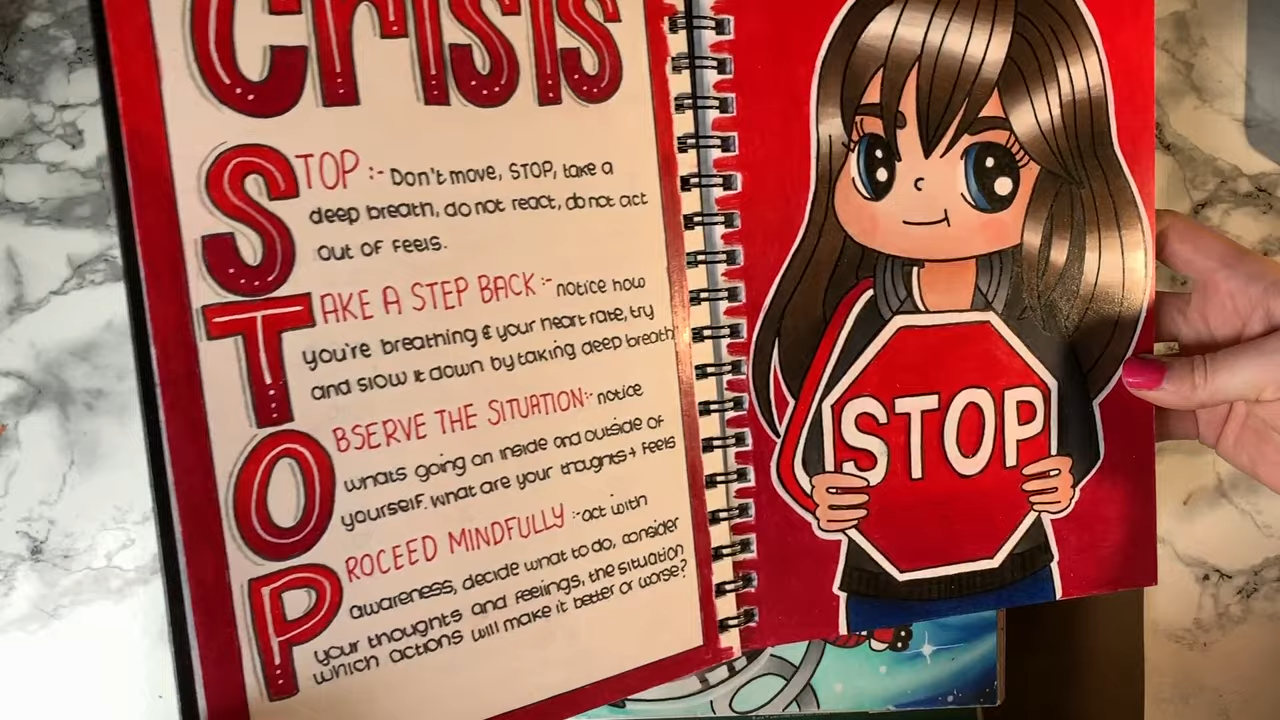 Crisis
STOP :- Don't move, STOP, take a
deep breath, do not react, do not act
out of feels.
TAKE A STEP BACK :- notice how
you're breathing & your heart rate, try
and slow it down by taking deep breath
OBSERVE THE SITUATION:- notice
whats going on inside and outside of
yourself. what are your thoughts + feels
PROCEED MINDFULLY :- act with
awareness, decide what to do, consider
your thoughts and feelings, the situation
which actions will make it better or worse?
STOP